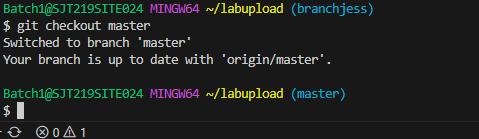 Batch1@SJT219SITE024 MINGW64 ~/labupload (branchjess)
$ git checkout master
Switched to branch 'master'
Your branch is up to date with 'origin/master'.
Batch1@SJT219SITE024 MINGW64 ~/labupload (master)
$
0 1